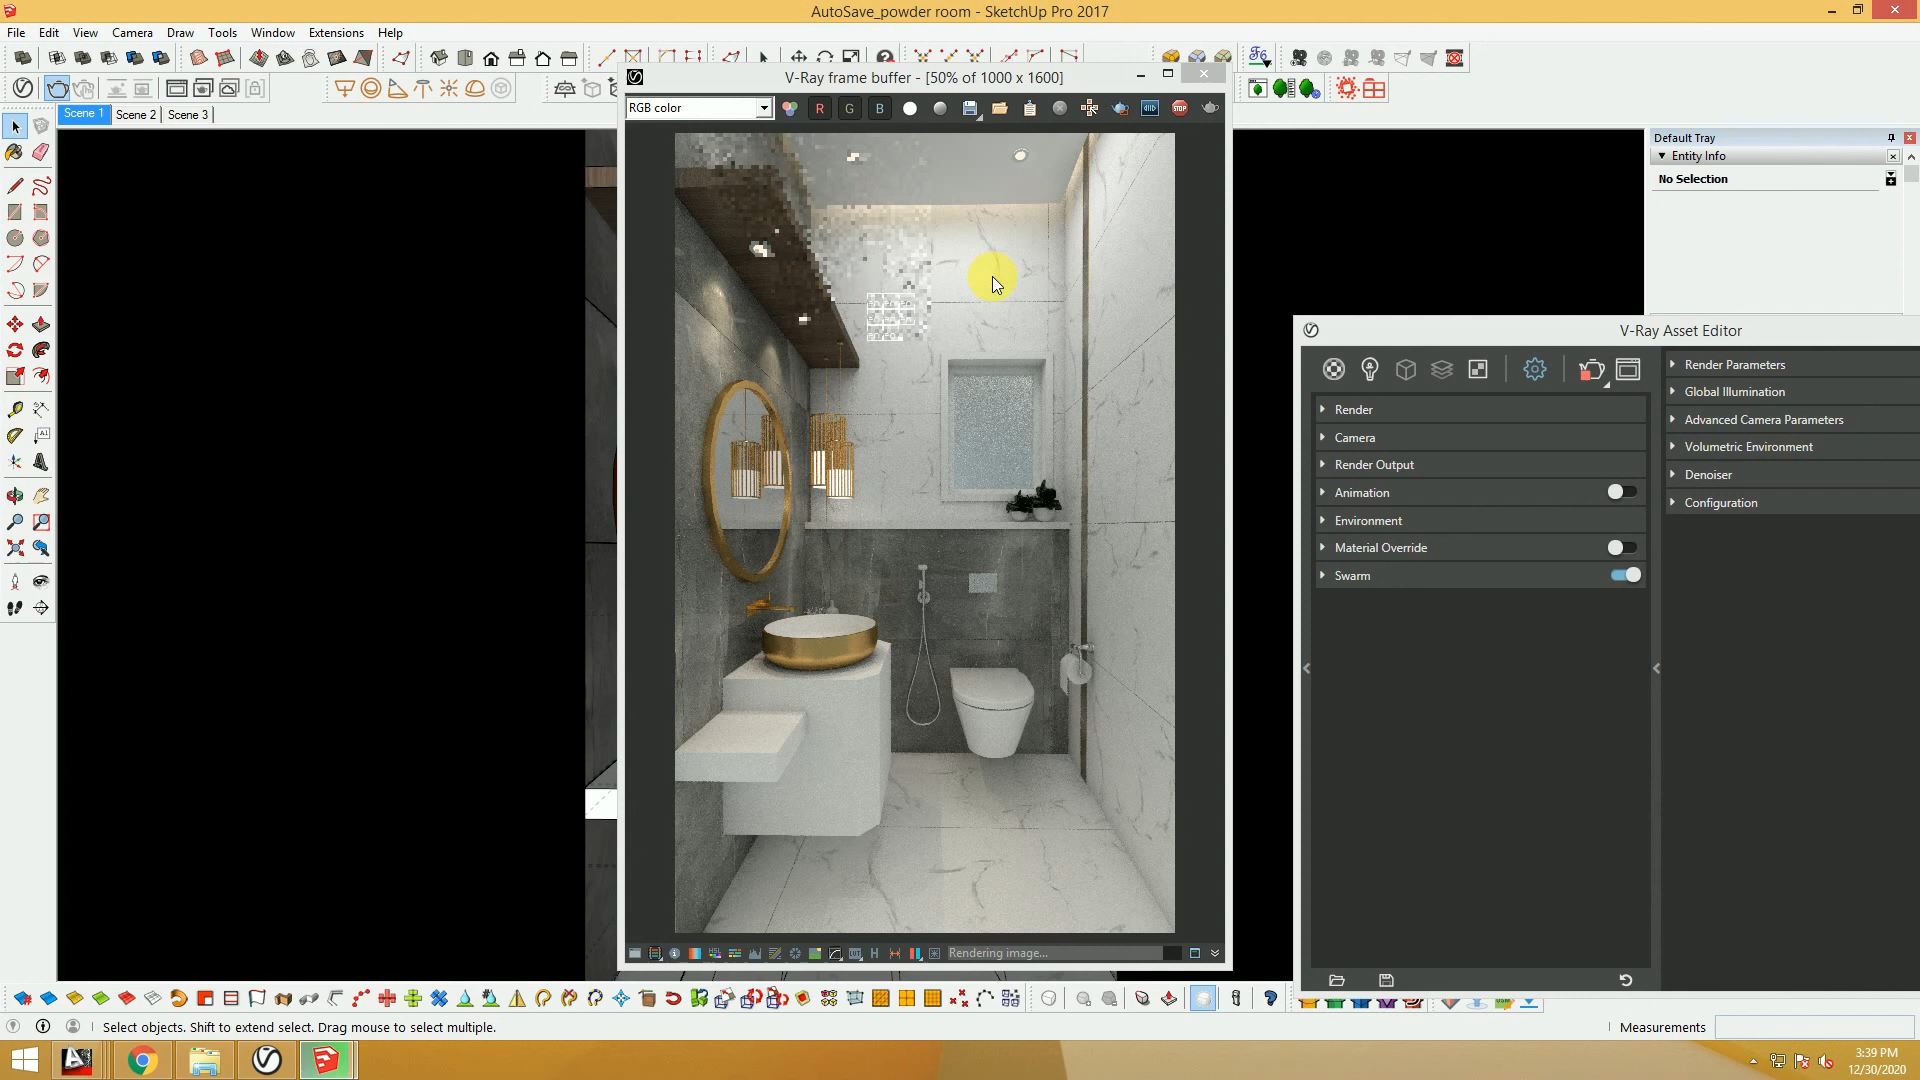 AutoSave_powder room - SketchUp Pro 2017
File Edit View Camera Draw Tools Window Extensions Help
V-Ray frame buffer - [50% of 1000 x 1600]
RGB color
R G B
STOP
Scene 1 Scene 2 Scene 3
Default Tray
Entity Info
No Selection
V-Ray Asset Editor
Render
Camera
Render Output
Animation
Environment
Material Override
Swarm
Render Parameters
Global Illumination
Advanced Camera Parameters
Volumetric Environment
Denoiser
Configuration
Rendering image...
Select objects. Shift to extend select. Drag mouse to select multiple.
Measurements
3:39 PM
12/30/2020